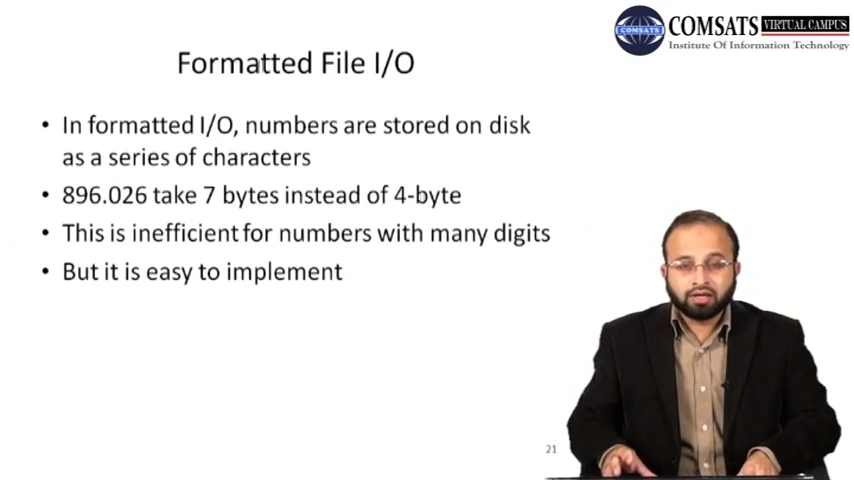 COMSATS VIRTUAL CAMPUS
COMSATS
Institute Of Information Technology
Formatted File I/O
• In formatted I/O, numbers are stored on disk
as a series of characters
• 896.026 take 7 bytes instead of 4-byte
• This is inefficient for numbers with many digits
• But it is easy to implement
21